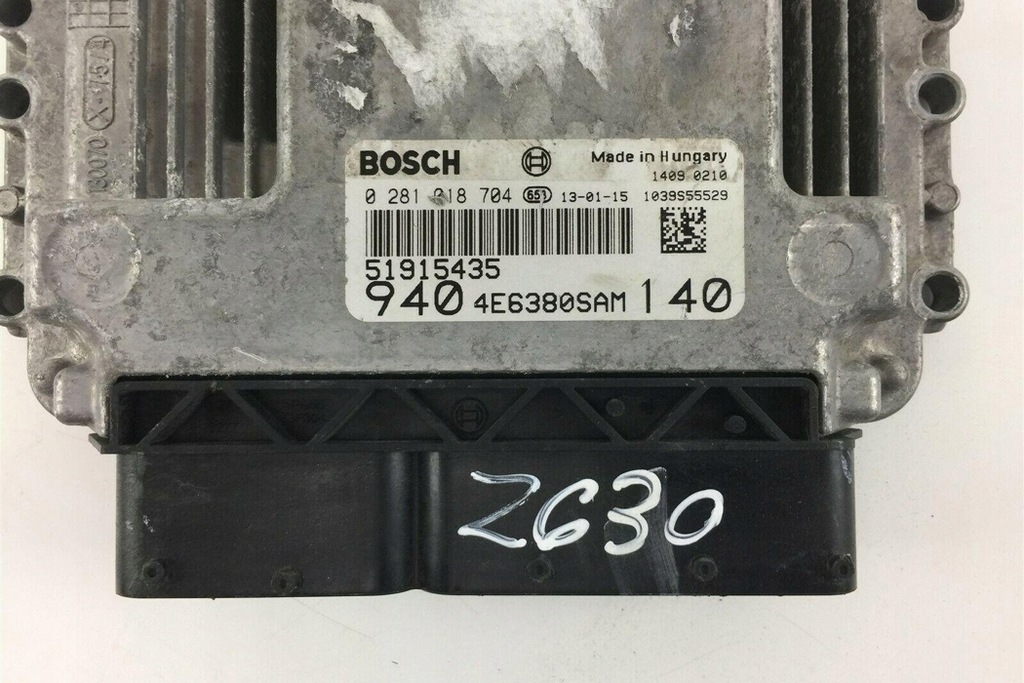 BOSCH Made in Hungary
1409 0210
0 281 018 704 651 13-01-15 1039S55529
51915435
940 4E6380SAM 140
Z630